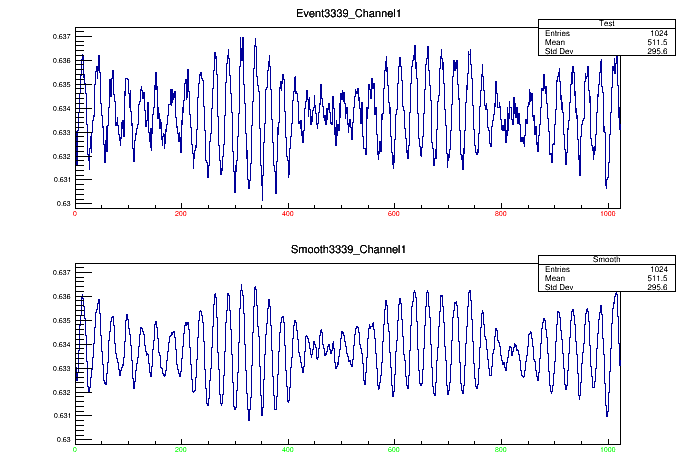 Event3339_Channel1
Test
Entries 1024
Mean 511.5
Std Dev 295.6
0.637
0.636
0.635
0.634
0.633
0.632
0.631
0.63
0 200 400 600 800 1000
Smooth3339_Channel1
Smooth
Entries 1024
Mean 511.5
Std Dev 295.6
0.637
0.636
0.635
0.634
0.633
0.632
0.631
0.63
0 200 400 600 800 1000